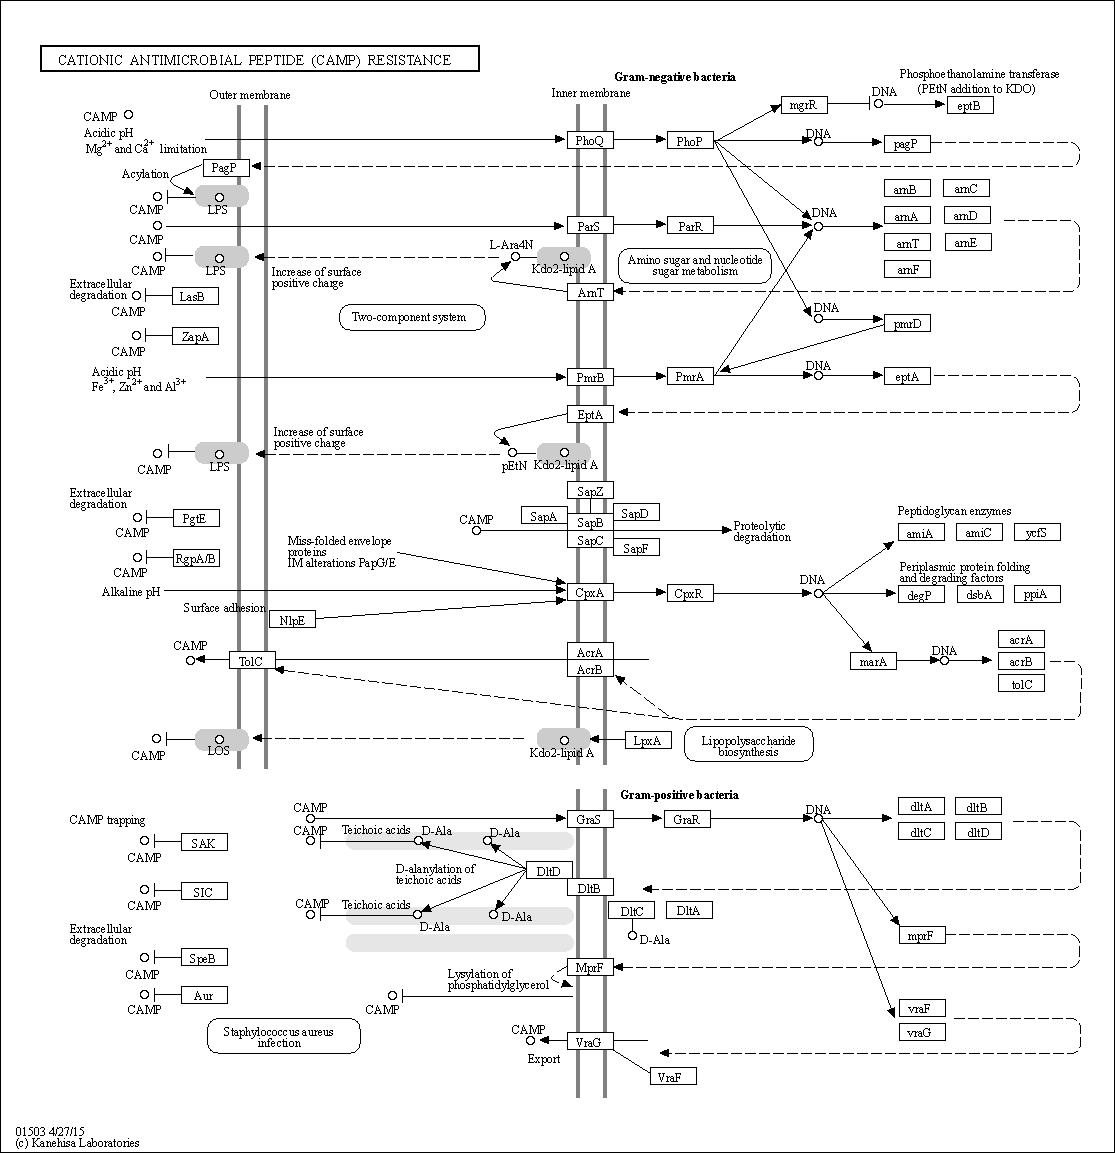 CATIONIC ANTIMICROBIAL PEPTIDE (CAMP) RESISTANCE
Gram-negative bacteria
Phosphoethanolamine transferase
(PEtN addition to KDO)
Outer membrane
Inner membrane
CAMP
mgrR
DNA
eptB
Acidic pH
Mg2+ and Ca2+ limitation
PhoQ
PhoP
DNA
pagP
PagP
Acylation
CAMP
LPS
arnB
arnC
arnA
arnD
arnT
arnE
arnF
CAMP
ParS
ParR
DNA
L-Ara4N
CAMP
LPS
Increase of surface
positive charge
Kdo2-lipid A
Amino sugar and nucleotide
sugar metabolism
ArnT
Extracellular
degradation
CAMP
LasB
Two-component system
DNA
pmrD
ZapA
CAMP
Acidic pH
Fe3+, Zn2+ and Al3+
PmrB
PmrA
DNA
eptA
EptA
Increase of surface
positive charge
CAMP
LPS
pEtN
Kdo2-lipid A
Extracellular
degradation
PgtE
CAMP
SapZ
CAMP
SapA
SapB
SapD
SapC
SapF
Proteolytic
degradation
Peptidoglycan enzymes
amiA
amiC
ycfS
Miss-folded envelope
proteins
IM alterations PapG/E
RgpA/B
CAMP
Periplasmic protein folding
and degrading factors
degP
dsbA
ppiA
Alkaline pH
CpxA
CpxR
DNA
Surface adhesion
NlpE
CAMP
TolC
AcrA
AcrB
marA
DNA
acrA
acrB
tolC
CAMP
LOS
Kdo2-lipid A
LpxA
Lipopolysaccharide
biosynthesis
Gram-positive bacteria
CAMP
GraS
GraR
DNA
dltA
dltB
dltC
dltD
CAMP trapping
SAK
CAMP
CAMP
Teichoic acids
D-Ala
D-Ala
D-alanylation of
teichoic acids
DltD
DltB
SIC
CAMP
CAMP
Teichoic acids
D-Ala
D-Ala
DltC
DltA
D-Ala
mprF
Extracellular
degradation
SpeB
CAMP
Lysylation of
phosphatidylglycerol
MprF
Aur
CAMP
CAMP
vraF
vraG
Staphylococcus aureus
infection
CAMP
Export
VraG
VraF
01503 4/27/15
(c) Kanehisa Laboratories